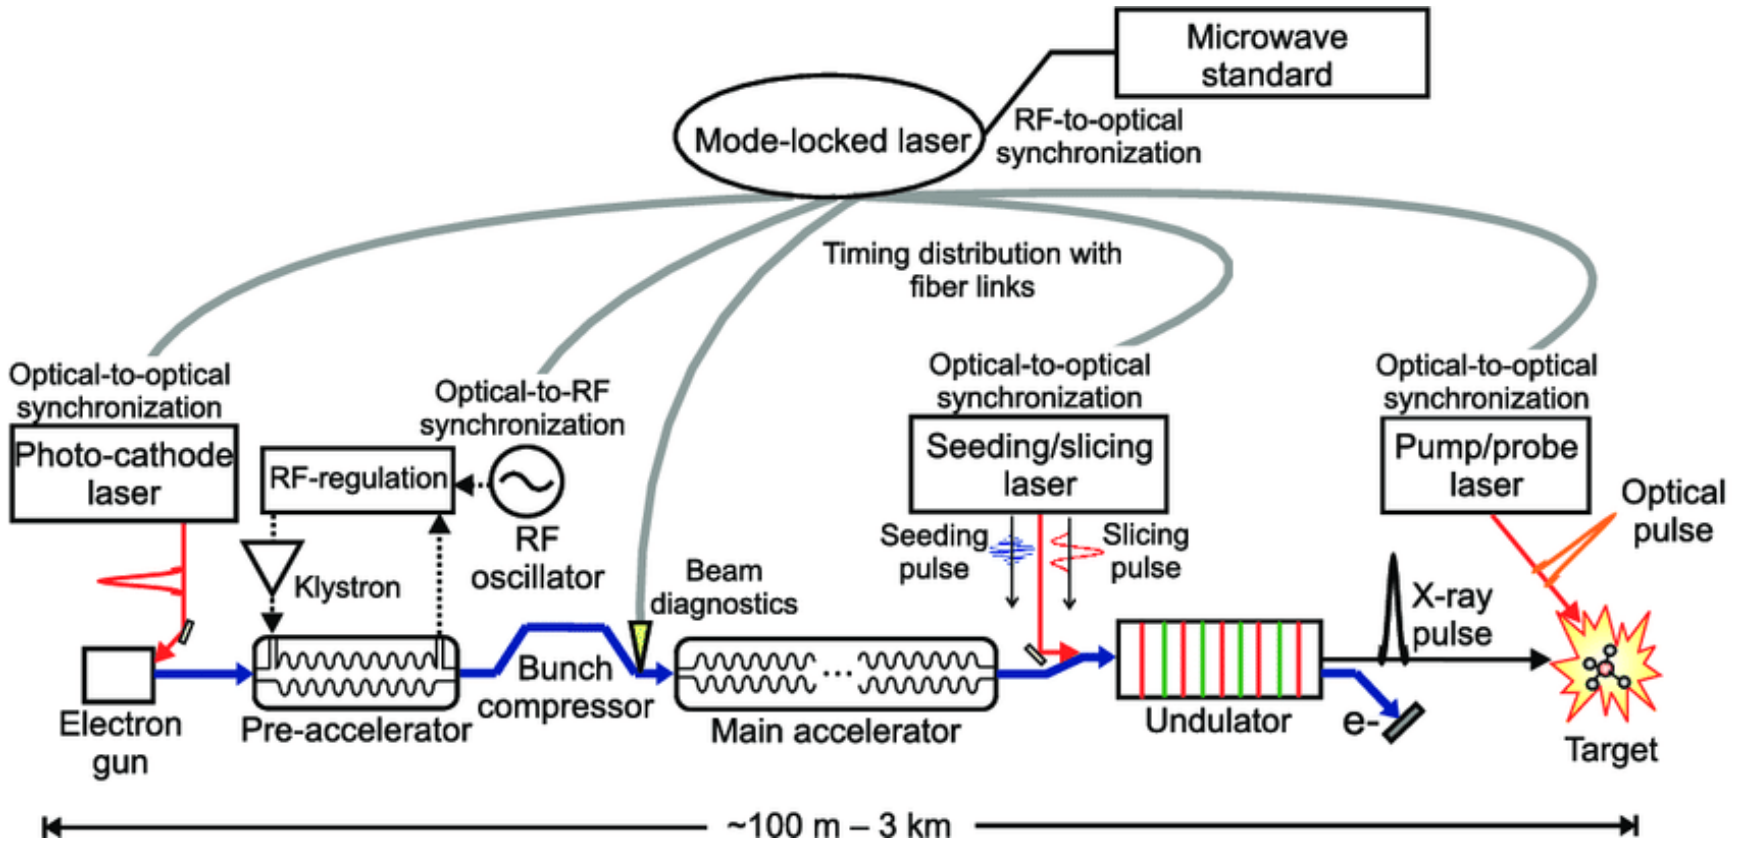 Microwave
standard
Mode-locked laser
RF-to-optical
synchronization
Timing distribution with
fiber links
Optical-to-optical
synchronization
Photo-cathode
laser
Optical-to-RF
synchronization
RF-regulation
RF
oscillator
Klystron
Beam
diagnostics
Optical-to-optical
synchronization
Seeding/slicing
laser
Seeding
pulse
Slicing
pulse
Optical-to-optical
synchronization
Pump/probe
laser
Optical
pulse
X-ray
pulse
Electron
gun
Pre-accelerator
Bunch
compressor
Main accelerator
Undulator
e-
Target
~100 m – 3 km